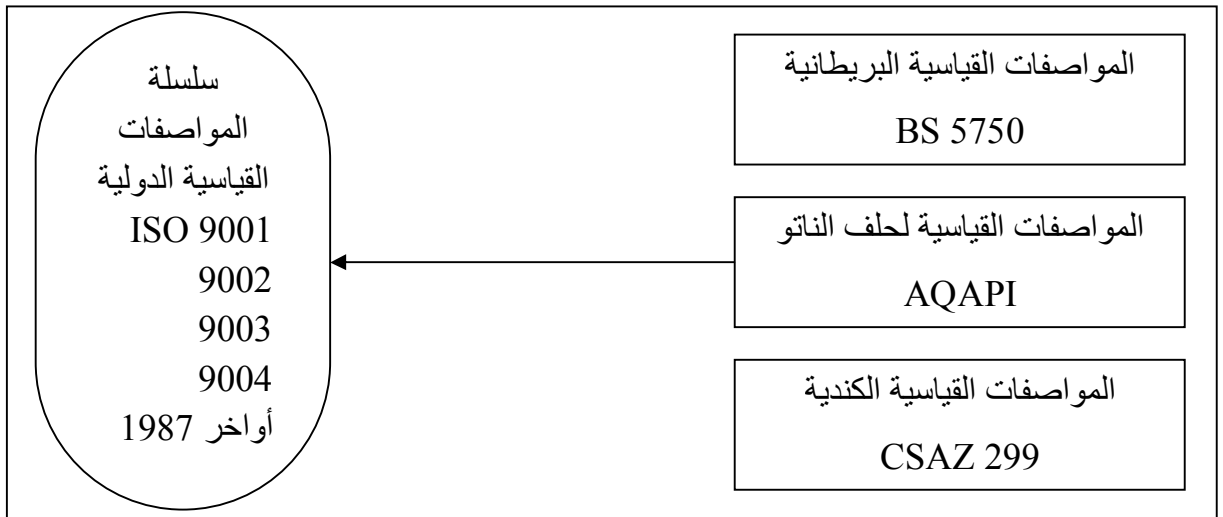 المواصفات القياسية البريطانية
BS 5750
المواصفات القياسية لحلف الناتو
AQAPI
المواصفات القياسية الكندية
CSAZ 299
سلسلة
المواصفات
القياسية الدولية
ISO 9001
9002
9003
9004
أواخر 1987